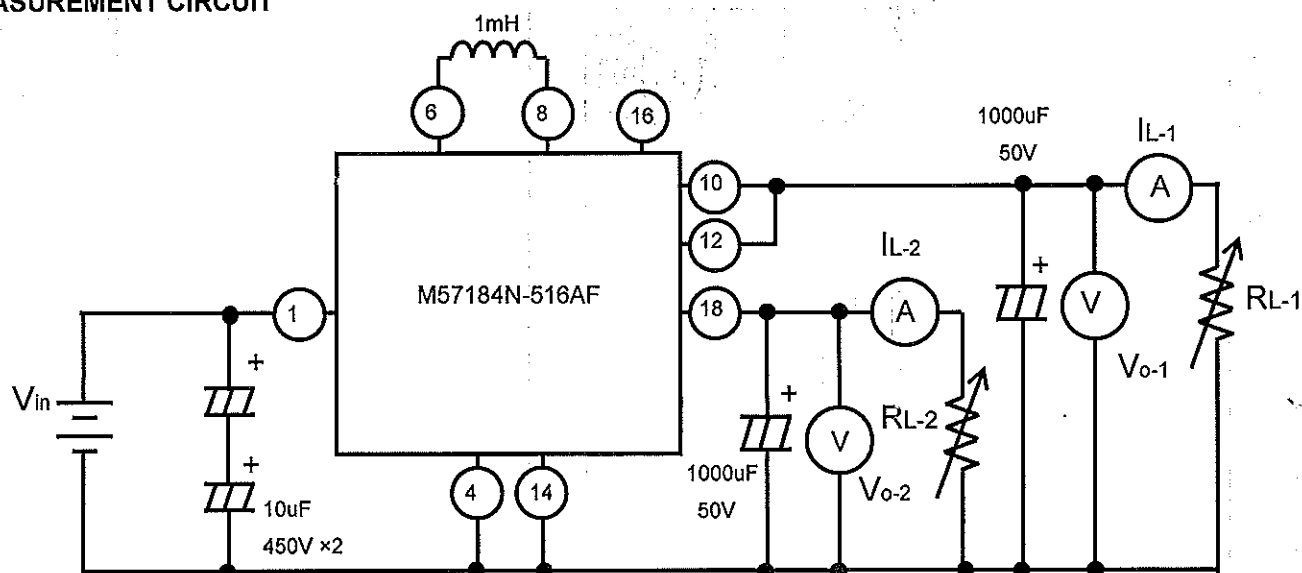 ASUREMENT CIRCUIT
1mH
6
8
16
1000uF
50V
IL-1
A
10
12
IL-2
M57184N-516AF
1
18
A
V
RL-1
Vo-1
+
+
Vin
+
RL-2
V
+
10uF
450V ×2
4
14
1000uF
50V
Vo-2